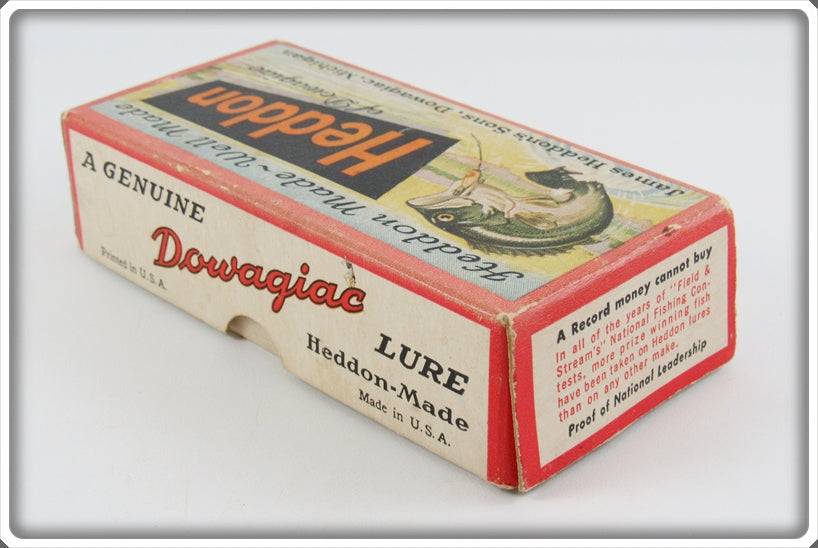 James Heddon's Sons, Dowagiac, Michigan
Heddon
of Dowagiac
Heddon Made ~ Well Made
A GENUINE
Dowagiac
LURE
Printed in U.S.A.
Heddon-Made
Made in U.S.A.
A Record money cannot buy
In all of the years of "Field &
Stream's" National Fishing Con-
tests, more prize winning fish
have been taken on Heddon lures
than on any other make.
Proof of National Leadership